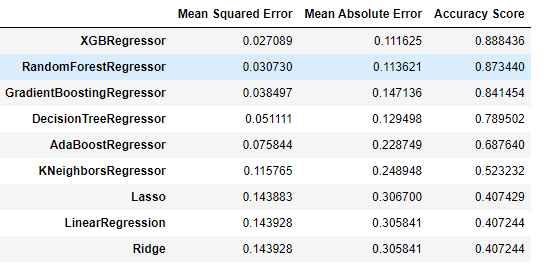 Mean Squared Error Mean Absolute Error Accuracy Score
XGBRegressor 0.027089 0.111625 0.888436
RandomForestRegressor 0.030730 0.113621 0.873440
GradientBoostingRegressor 0.038497 0.147136 0.841454
DecisionTreeRegressor 0.051111 0.129498 0.789502
AdaBoostRegressor 0.075844 0.228749 0.687640
KNeighborsRegressor 0.115765 0.248948 0.523232
Lasso 0.143883 0.306700 0.407429
LinearRegression 0.143928 0.305841 0.407244
Ridge 0.143928 0.305841 0.407244